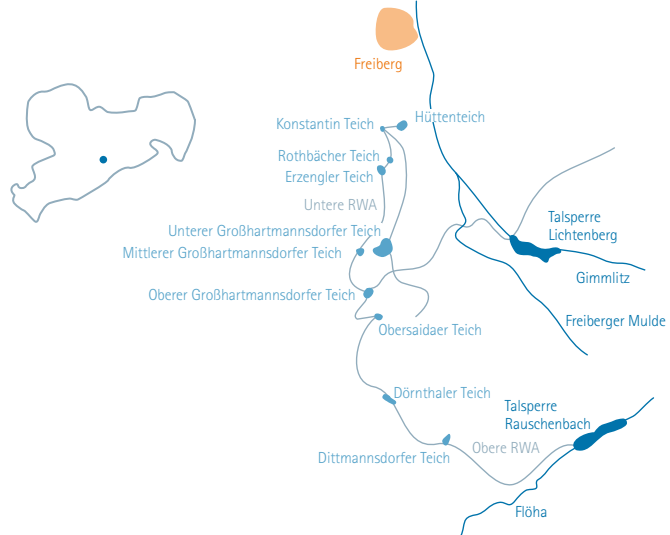 Freiberg
Hüttenteich
Konstantin Teich
Rothbächer Teich
Erzengler Teich
Untere RWA
Unterer Großhartmannsdorfer Teich
Mittlerer Großhartmannsdorfer Teich
Talsperre
Lichtenberg
Gimmlitz
Oberer Großhartmannsdorfer Teich
Freiberger Mulde
Obersaidaer Teich
Dörnthaler Teich
Talsperre
Rauschenbach
Obere RWA
Dittmannsdorfer Teich
Flöha